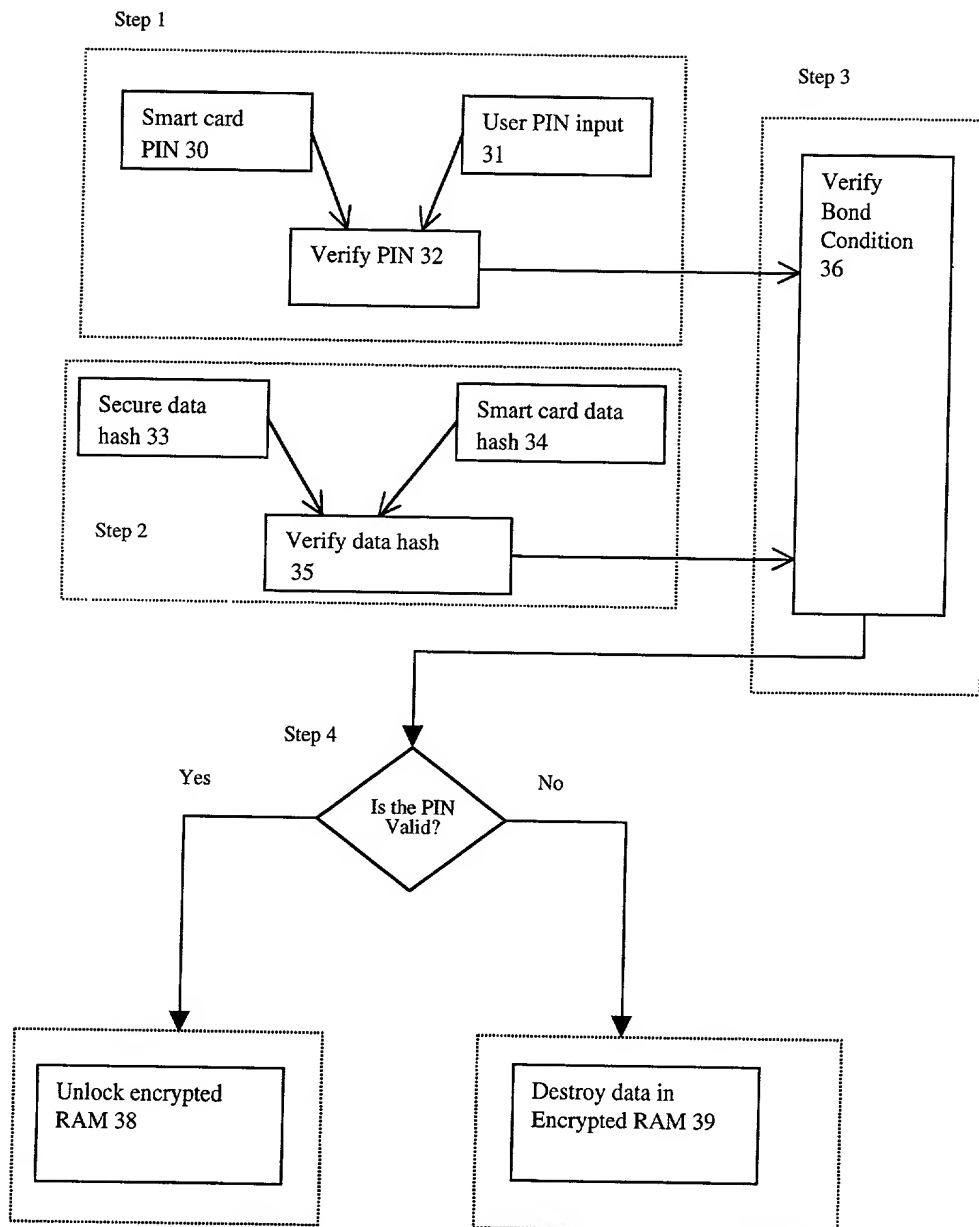 Step 1
Smart card
PIN 30
User PIN input
31
Verify PIN 32
Step 3
Verify
Bond
Condition
36
Secure data
hash 33
Smart card data
hash 34
Step 2
Verify data hash
35
Step 4
Yes
Is the PIN
Valid?
No
Unlock encrypted
RAM 38
Destroy data in
Encrypted RAM 39